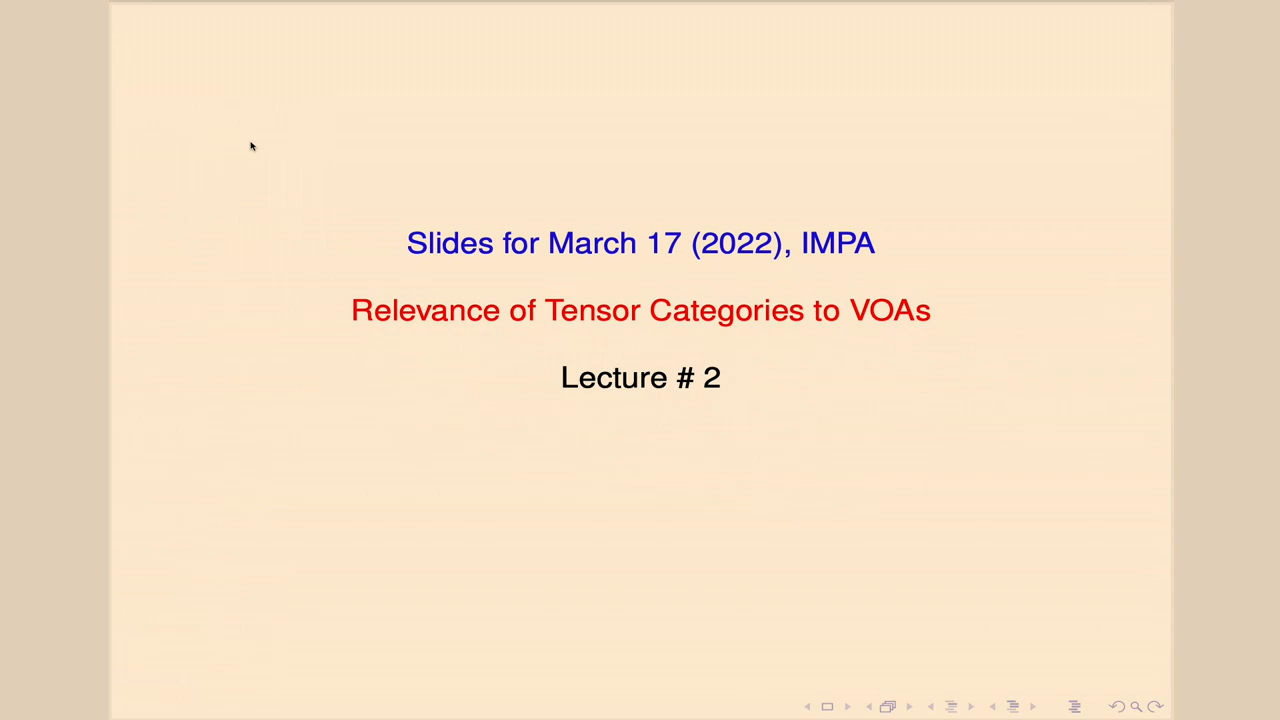 Slides for March 17 (2022), IMPA
Relevance of Tensor Categories to VOAs
Lecture # 2